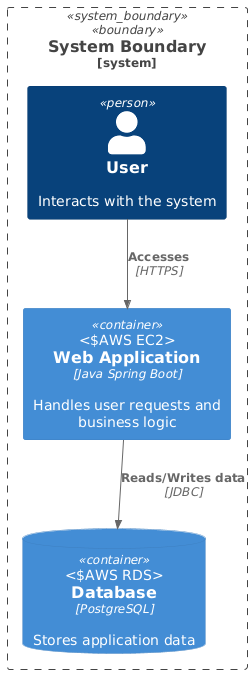 «system_boundary»
«boundary»
System Boundary
[system]
«person»
User
Interacts with the system
Accesses
[HTTPS]
«container»
<$AWS EC2>
Web Application
[Java Spring Boot]
Handles user requests and
business logic
Reads/Writes data
[JDBC]
«container»
<$AWS RDS>
Database
[PostgreSQL]
Stores application data